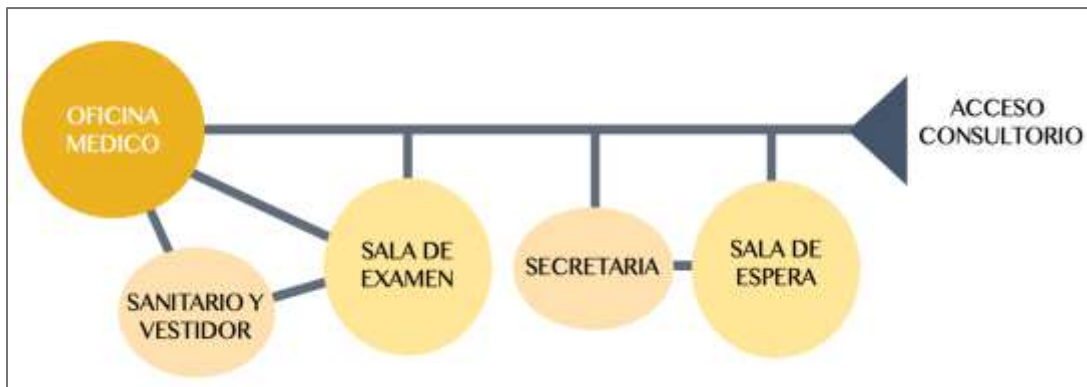 OFICINA
MEDICO
ACCESO
CONSULTORIO
SALA DE
EXAMEN
SECRETARIA
SALA DE
ESPERA
SANITARIO Y
VESTIDOR